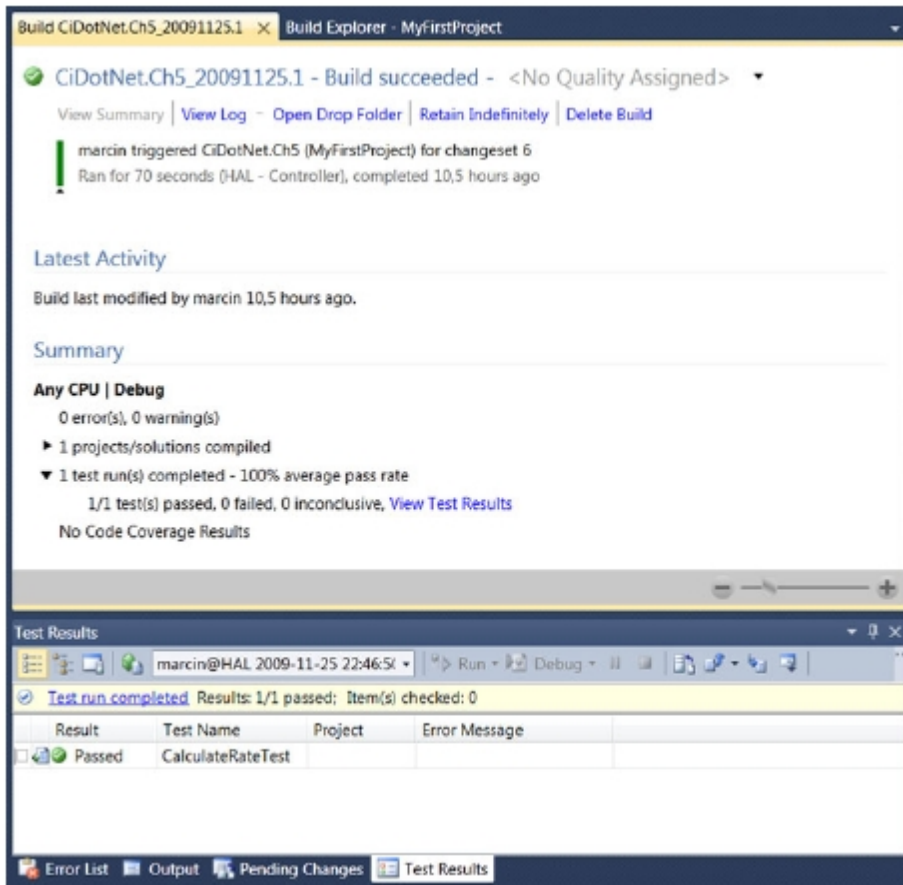 Build CiDotNet.Ch5_20091125.1 Build Explorer - MyFirstProject
CiDotNet.Ch5_20091125.1 - Build succeeded - <No Quality Assigned>
View Summary | View Log - Open Drop Folder | Retain Indefinitely | Delete Build
marcin triggered CiDotNet.Ch5 (MyFirstProject) for changeset 6
Ran for 70 seconds (HAL - Controller), completed 10,5 hours ago
Latest Activity
Build last modified by marcin 10,5 hours ago.
Summary
Any CPU | Debug
0 error(s), 0 warning(s)
1 projects/solutions compiled
1 test run(s) completed - 100% average pass rate
1/1 test(s) passed, 0 failed, 0 inconclusive, View Test Results
No Code Coverage Results
Test Results
marcin@HAL 2009-11-25 22:46:5( Run Debug
Test run completed Results: 1/1 passed; Item(s) checked: 0
Result Test Name Project Error Message
Passed CalculateRateTest
Error List Output Pending Changes Test Results